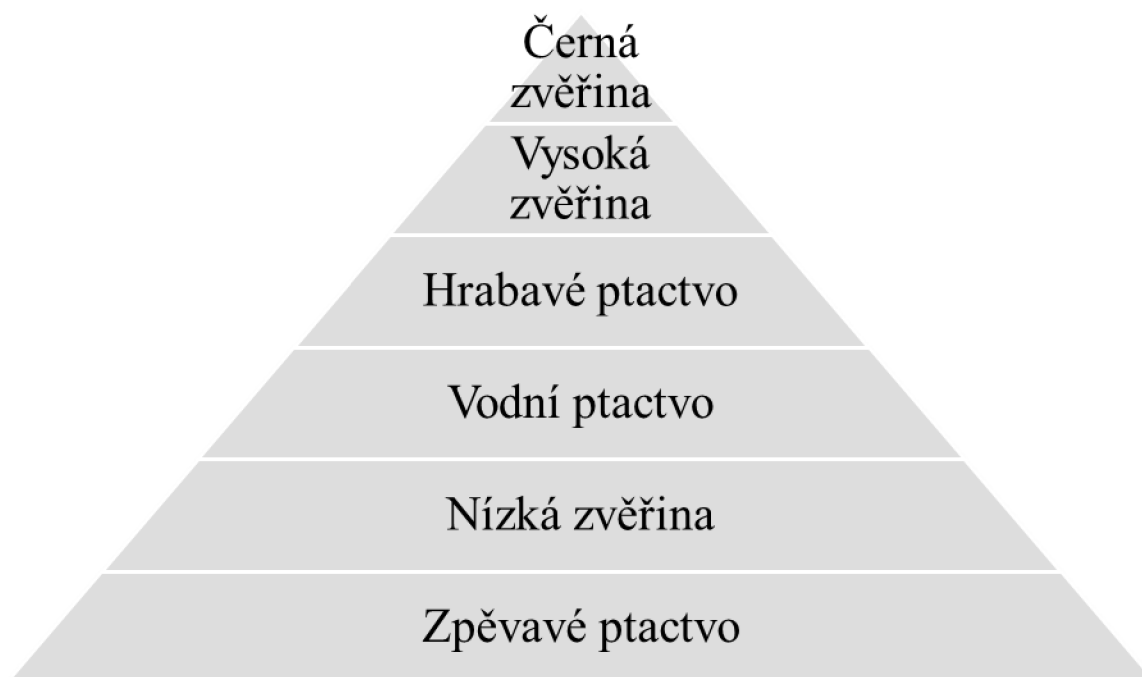 Černá
zvěřina
Vysoká
zvěřina
Hrabavé ptactvo
Vodní ptactvo
Nízká zvěřina
Zpěvavé ptactvo